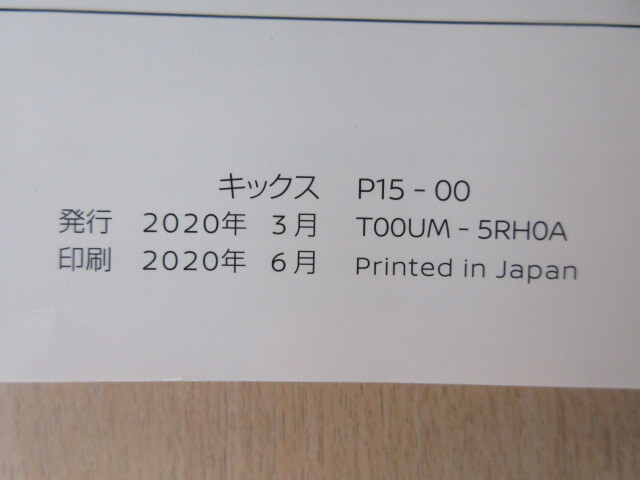 キックス P15-00
発行 2020年 3月 T00UM-5RH0A
印刷 2020年 6月 Printed in Japan